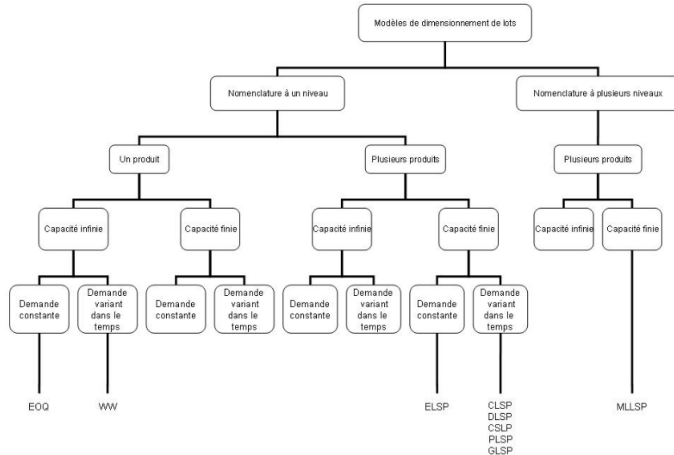 Modèles de dimensionnement de lots
Nomenclature à un niveau
Nomenclature à plusieurs niveaux
Un produit
Plusieurs produits
Plusieurs produits
Capacité infinie
Capacité finie
Capacité infinie
Capacité finie
Capacité infinie
Capacité finie
Demande
constante
Demande
variant
dans le
temps
Demande
constante
Demande
variant
dans le
temps
Demande
constante
Demande
variant
dans le
temps
Demande
constante
Demande
variant
dans le
temps
EOQ
WW
ELSP
CLSP
DLSP
CSLP
PLSP
GLSP
MLLSP